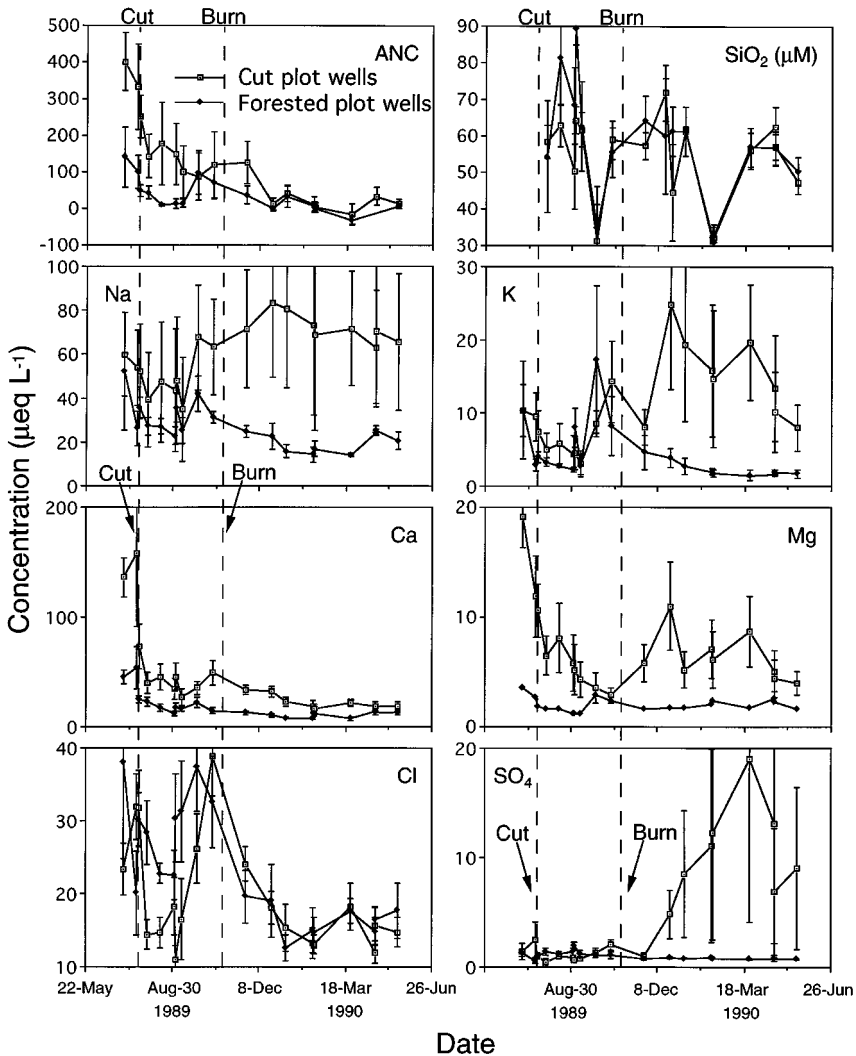 Cut Burn Cut Burn
500 ANC 90 SiO₂ (µM)
400 80
300 Cut plot wells
Forested plot wells 70
200 60
100 50
0 40
-100 30
100 Na 30 K
80
60 20
40 10
20
0 0
Cut Burn
200 Ca 20 Mg
100 10
0 0
40 Cl 20 SO₄
30 Cut Burn
20 10
10 0
22-May Aug-30 8-Dec 18-Mar 26-Jun Aug-30 8-Dec 18-Mar 26-Jun
1989 1990 1989 1990
Concentration (µeq L-1)
Date